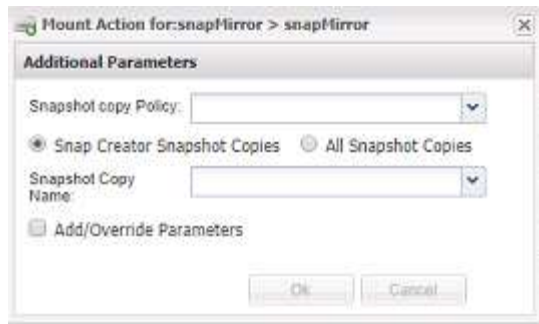 Mount Action for:snapMirror > snapMirror
Additional Parameters
Snapshot copy Policy:
Snap Creator Snapshot Copies All Snapshot Copies
Snapshot Copy
Name:
Add/Override Parameters
Ok Cancel